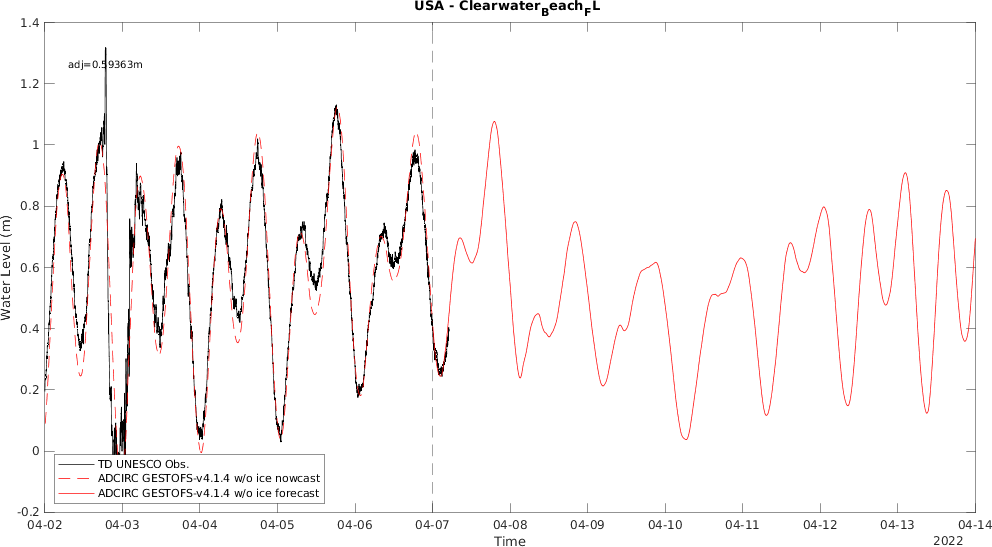 USA - Clearwater_Beach_FL
adj=0.59363m
1.4
1.2
1
0.8
0.6
0.4
0.2
0
-0.2
Water Level (m)
TD UNESCO Obs.
ADCIRC GESTOFS-v4.1.4 w/o ice nowcast
ADCIRC GESTOFS-v4.1.4 w/o ice forecast
04-02 04-03 04-04 04-05 04-06 04-07 04-08 04-09 04-10 04-11 04-12 04-13 04-14
Time
2022